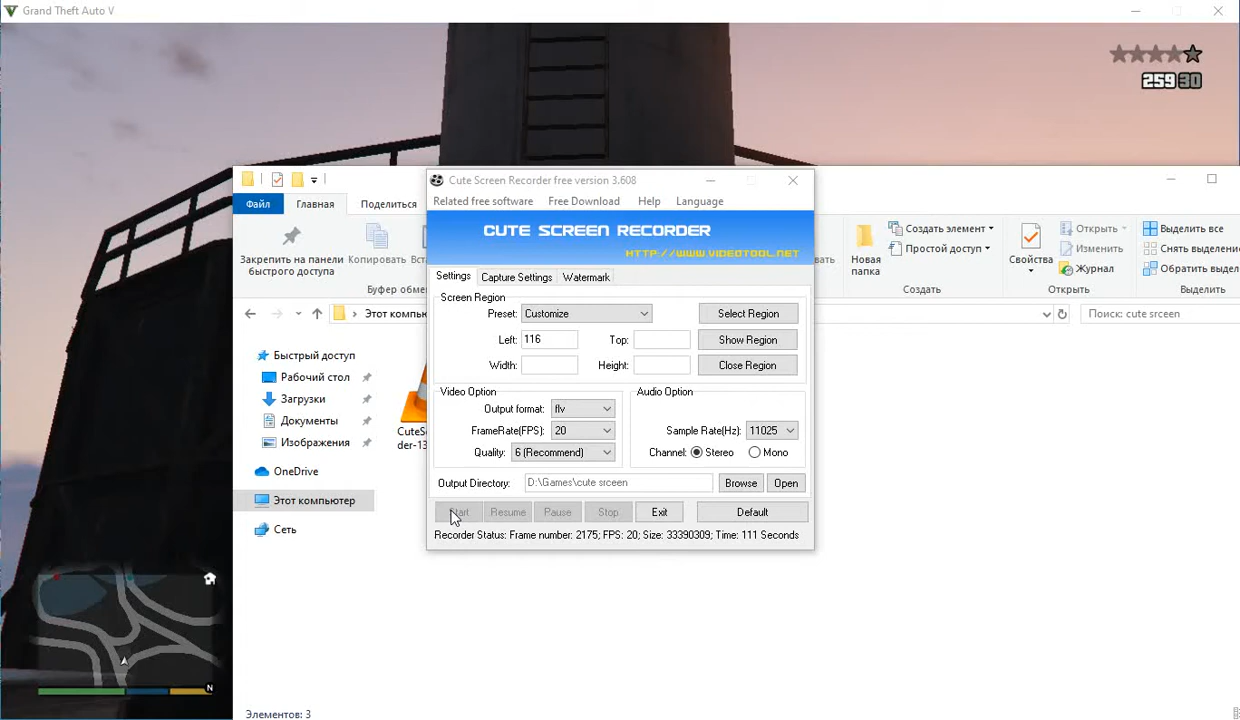 Grand Theft Auto V
259 30
Файл
Главная
Поделиться
Закрепить на панели
быстрого доступа
Копировать
Буфер
Новая
папка
Создать элемент
Простой доступ
Создать
Свойства
Открыть
Изменить
Журнал
Открыть
Выделить все
Снять
Обратить
Выделить
Поиск: cute srceen
Быстрый доступ
Рабочий стол
Загрузки
Документы
Изображения
OneDrive
Этот компьютер
Сеть
Элементов: 3
Cute Screen Recorder free version 3.608
Related free software
Free Download
Help
Language
CUTE SCREEN RECORDER
HTTP://WWW.VIDEOTOOL.NET
Settings
Capture Settings
Watermark
Screen Region
Preset: Customize
Select Region
Left: 116
Top:
Show Region
Width:
Height:
Close Region
Video Option
Output format: flv
FrameRate(FPS): 20
Quality: 6 (Recommend)
Audio Option
Sample Rate(Hz): 11025
Channel: Stereo Mono
Output Directory: D:\Games\cute srceen
Browse
Open
Start
Resume
Pause
Stop
Exit
Default
Recorder Status: Frame number: 2175; FPS: 20; Size: 33390309; Time: 111 Seconds
N